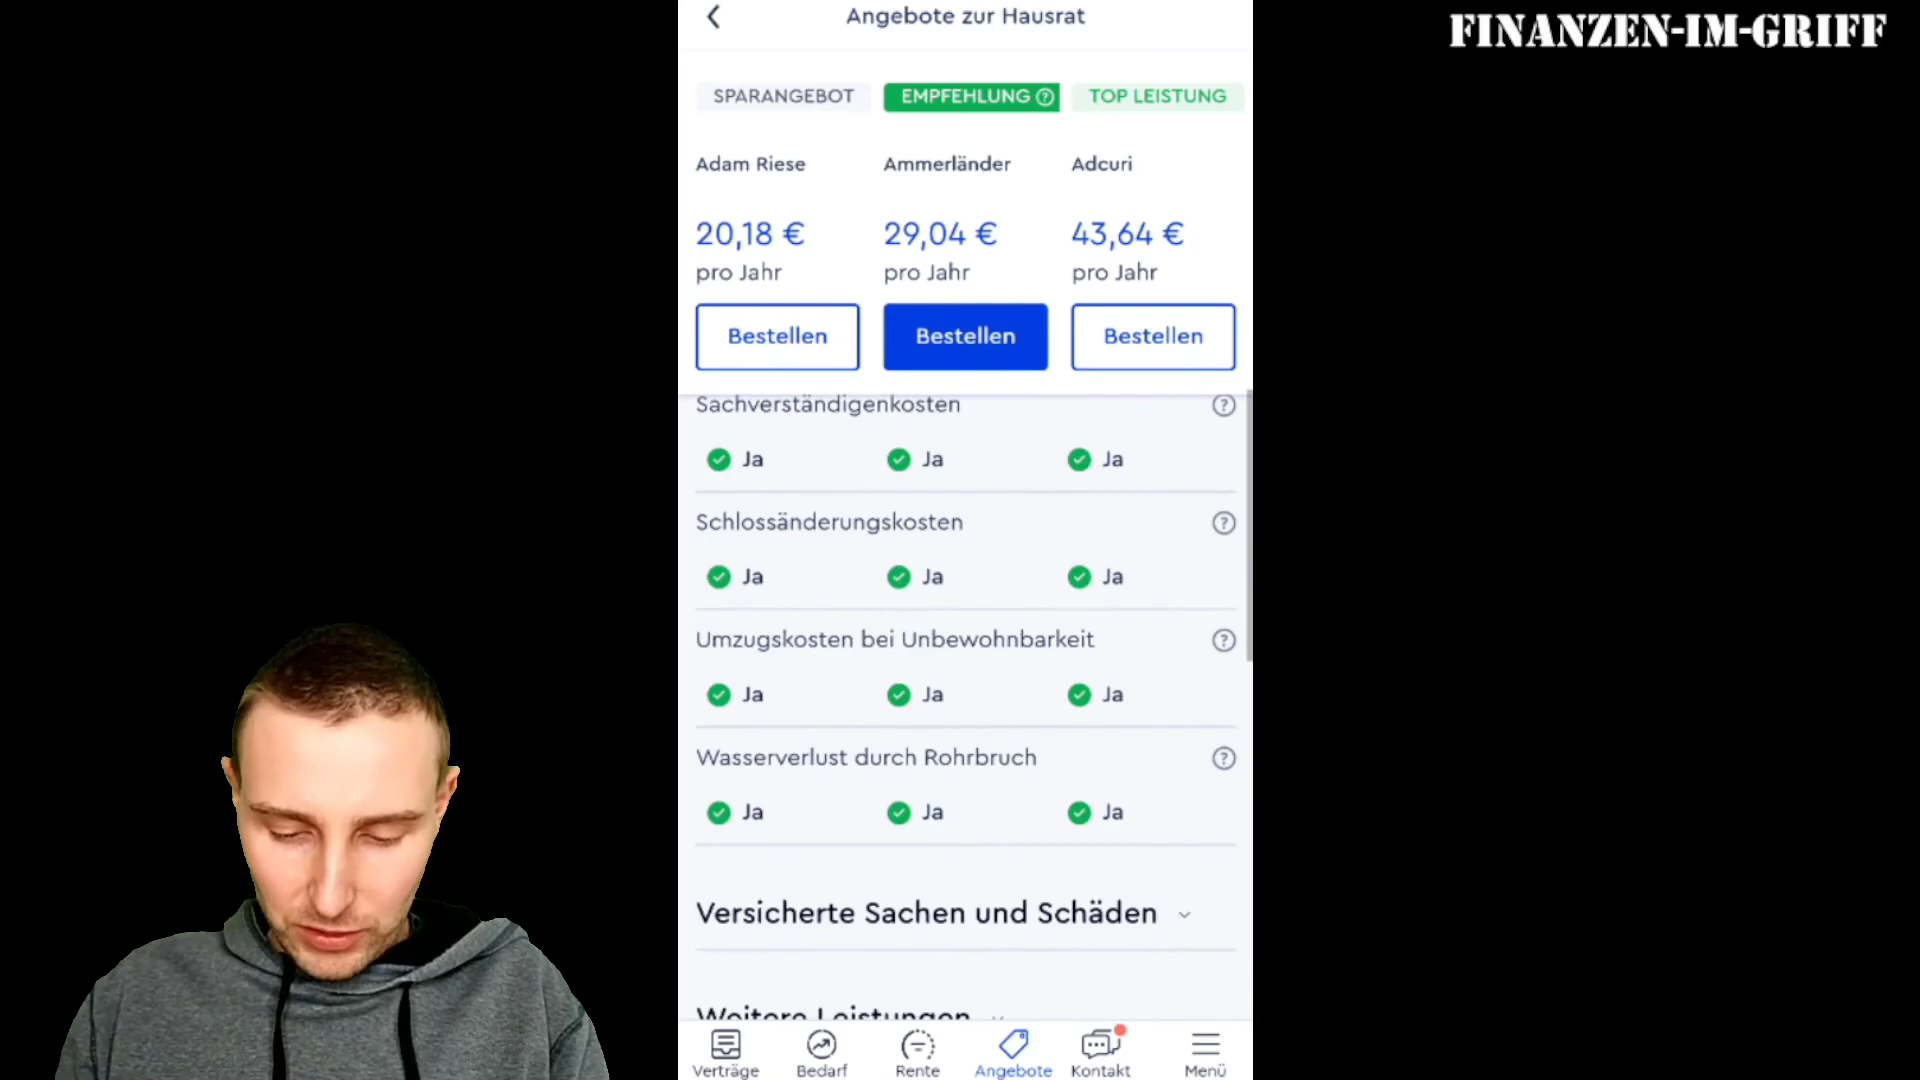 FINANZEN-IM-GRIFF
Angebote zur Hausrat
SPARANGEBOT EMPFEHLUNG ? TOP LEISTUNG
Adam Riese Ammerländer Adcuri
20,18 € 29,04 € 43,64 €
pro Jahr pro Jahr pro Jahr
Bestellen Bestellen Bestellen
Sachverständigenkosten ?
Ja Ja Ja
Schlossänderungskosten ?
Ja Ja Ja
Umzugskosten bei Unbewohnbarkeit ?
Ja Ja Ja
Wasserverlust durch Rohrbruch ?
Ja Ja Ja
Versicherte Sachen und Schäden
Weitere Leistungen
Verträge Bedarf Rente Angebote Kontakt Menü